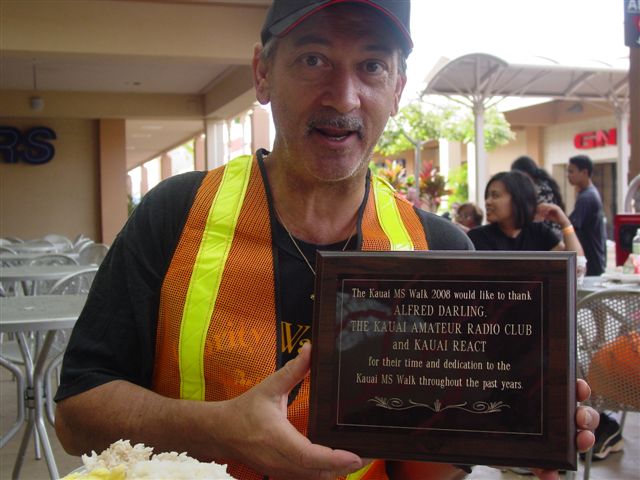 RS
GN
The Kauai MS Walk 2008 would like to thank
ALFRED DARLING,
THE KAUAI AMATEUR RADIO CLUB
and KAUAI REACT
for their time and dedication to the
Kauai MS Walk throughout the past years.